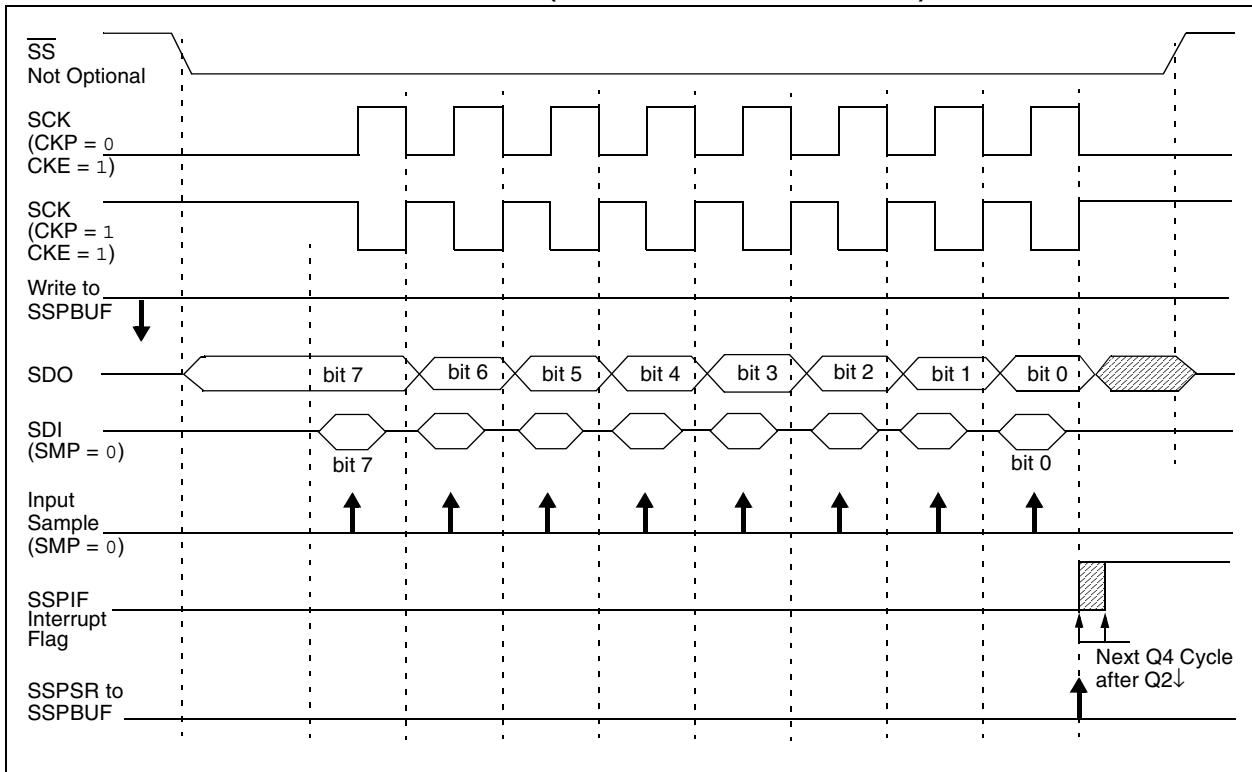 SS
Not Optional
SCK
(CKP = 0
CKE = 1)
SCK
(CKP = 1
CKE = 1)
Write to
SSPBUF
SDO
bit 7 bit 6 bit 5 bit 4 bit 3 bit 2 bit 1 bit 0
SDI
(SMP = 0)
bit 7 bit 0
Input
Sample
(SMP = 0)
SSPIF
Interrupt
Flag
Next Q4 Cycle
after Q2↓
SSPSR to
SSPBUF